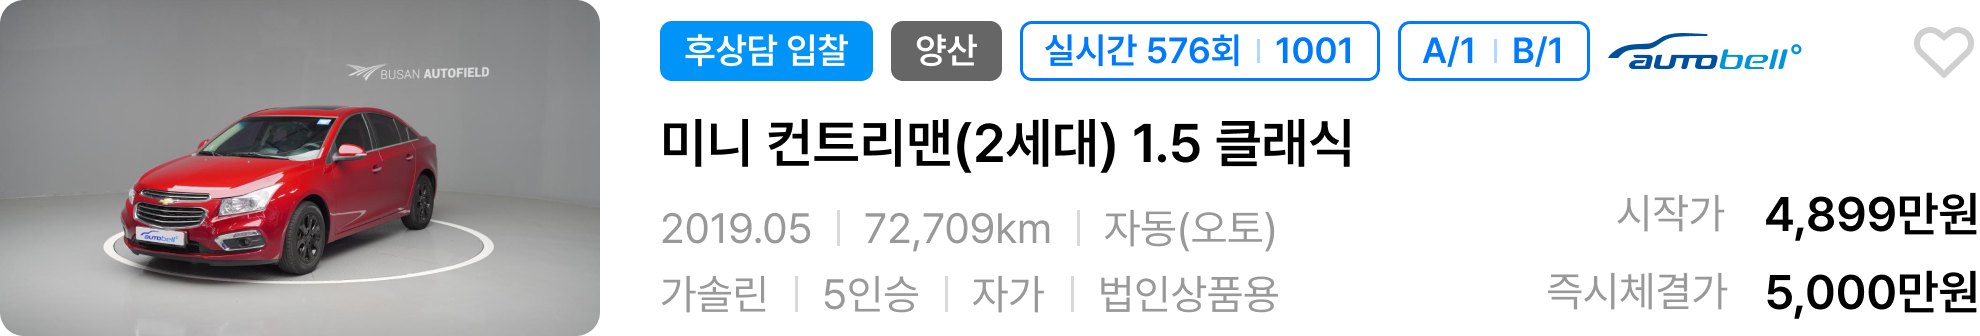 BUSAN AUTOFIELD
autobell
후상담 입찰
양산
실시간 576회 | 1001
A/1 | B/1
autobell
미니 컨트리맨(2세대) 1.5 클래식
2019.05 | 72,709km | 자동(오토)
가솔린 | 5인승 | 자가 | 법인상품용
시작가 4,899만원
즉시체결가 5,000만원